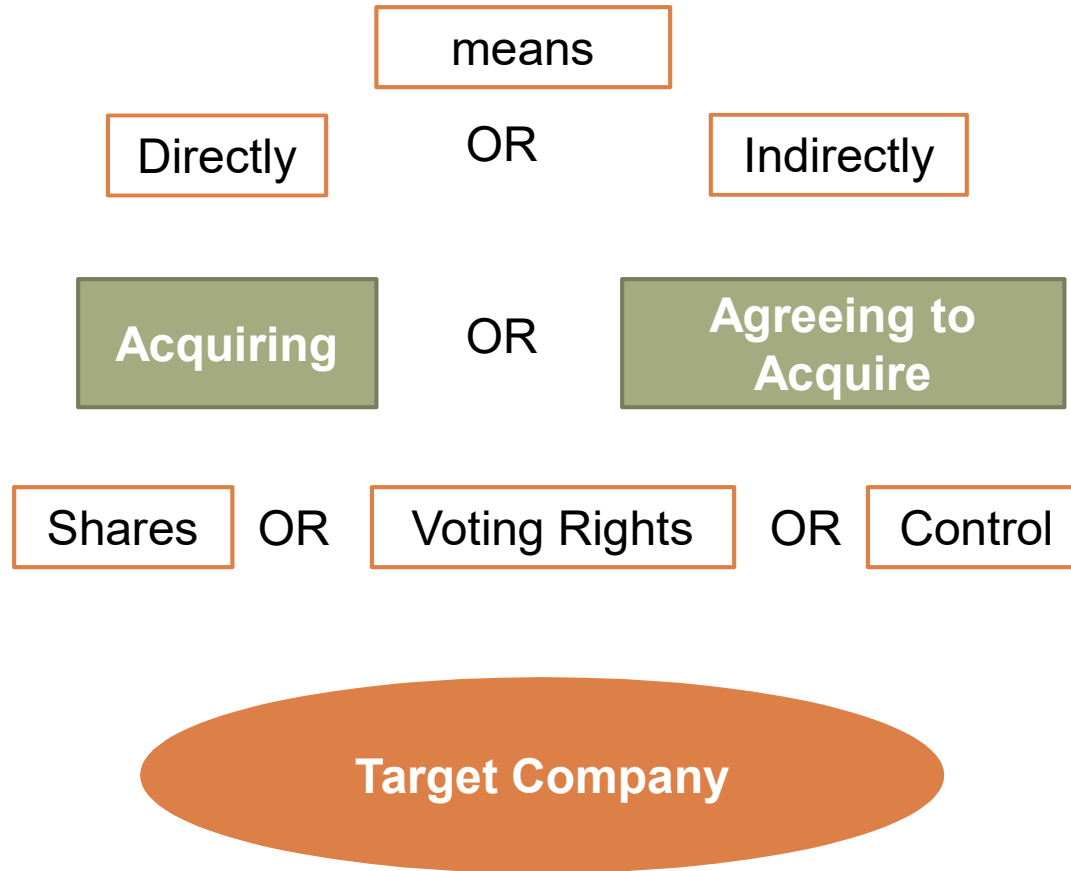 means
Directly OR Indirectly
Acquiring OR Agreeing to
Acquire
Shares OR Voting Rights OR Control
Target Company